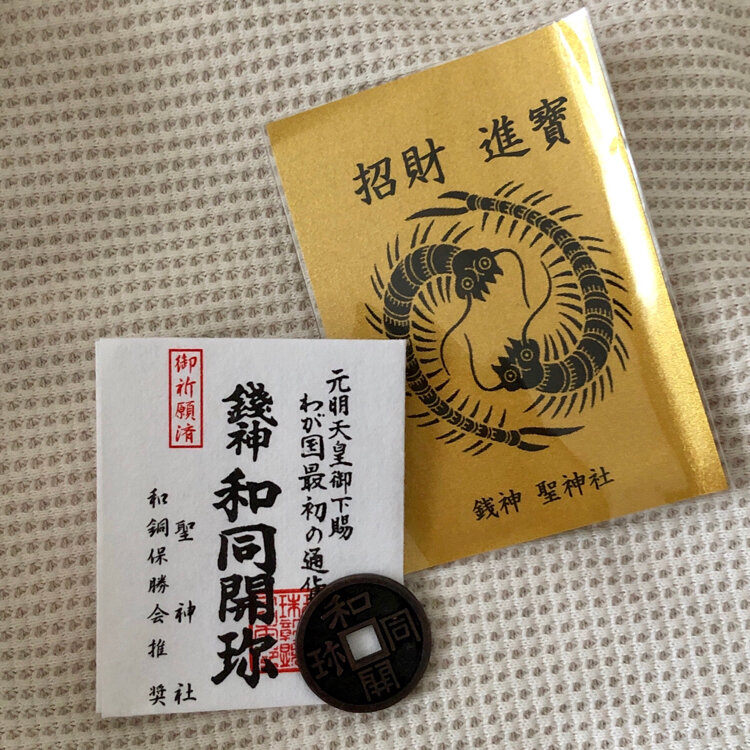 招財 進寶
銭神 聖神社
元明天皇御下賜
わが国最初の通貨
錢神 和同開珎
御祈願済
聖神社
和銅保勝会推奨
和同開珎